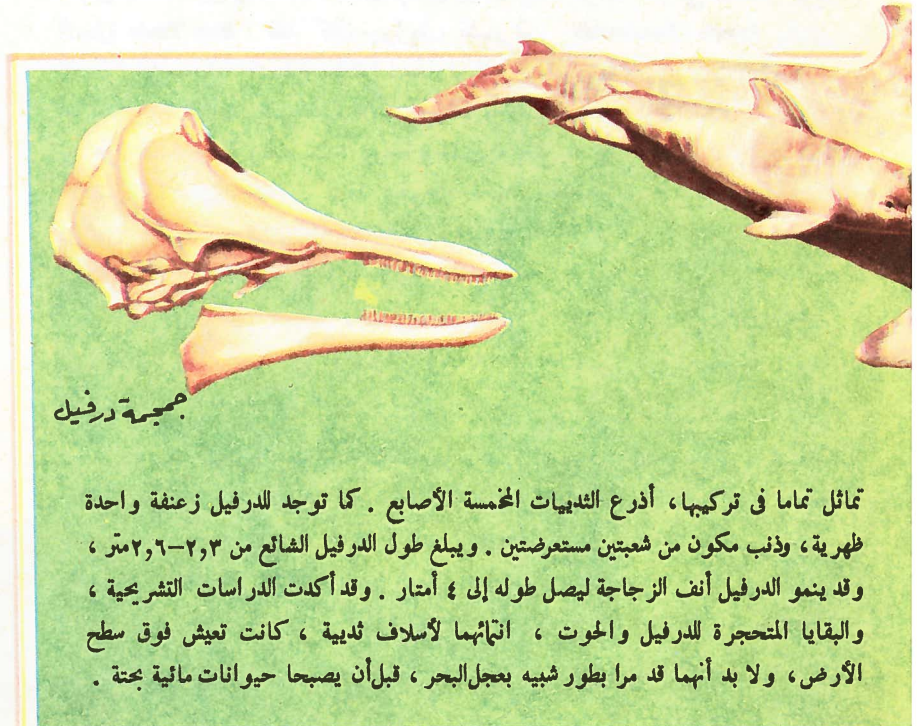 جمجمة درفيل
تماثل تماما فى تركيبها، أذرع الثدييات المخمسة الأصابع . كما توجد للدرفيل زعنفة واحدة
ظهرية، وذنب مكون من شعبتين مستعرضتين . ويبلغ طول الدرفيل الشائع من ٢,٣–٢,٦متر ،
وقد ينمو الدرفيل أنف الزجاجة ليصل طوله إلى ٤ أمتار . وقد أكدت الدراسات التشريحية ،
والبقايا المتحجرة للدرفيل والحوت ، انتمائهما لأسلاف ثديية ، كانت تعيش فوق سطح
الأرض، ولا بد أنهما قد مرا بطور شبيه بعجل البحر ، قبل أن يصبحا حيوانات مائية بحتة .